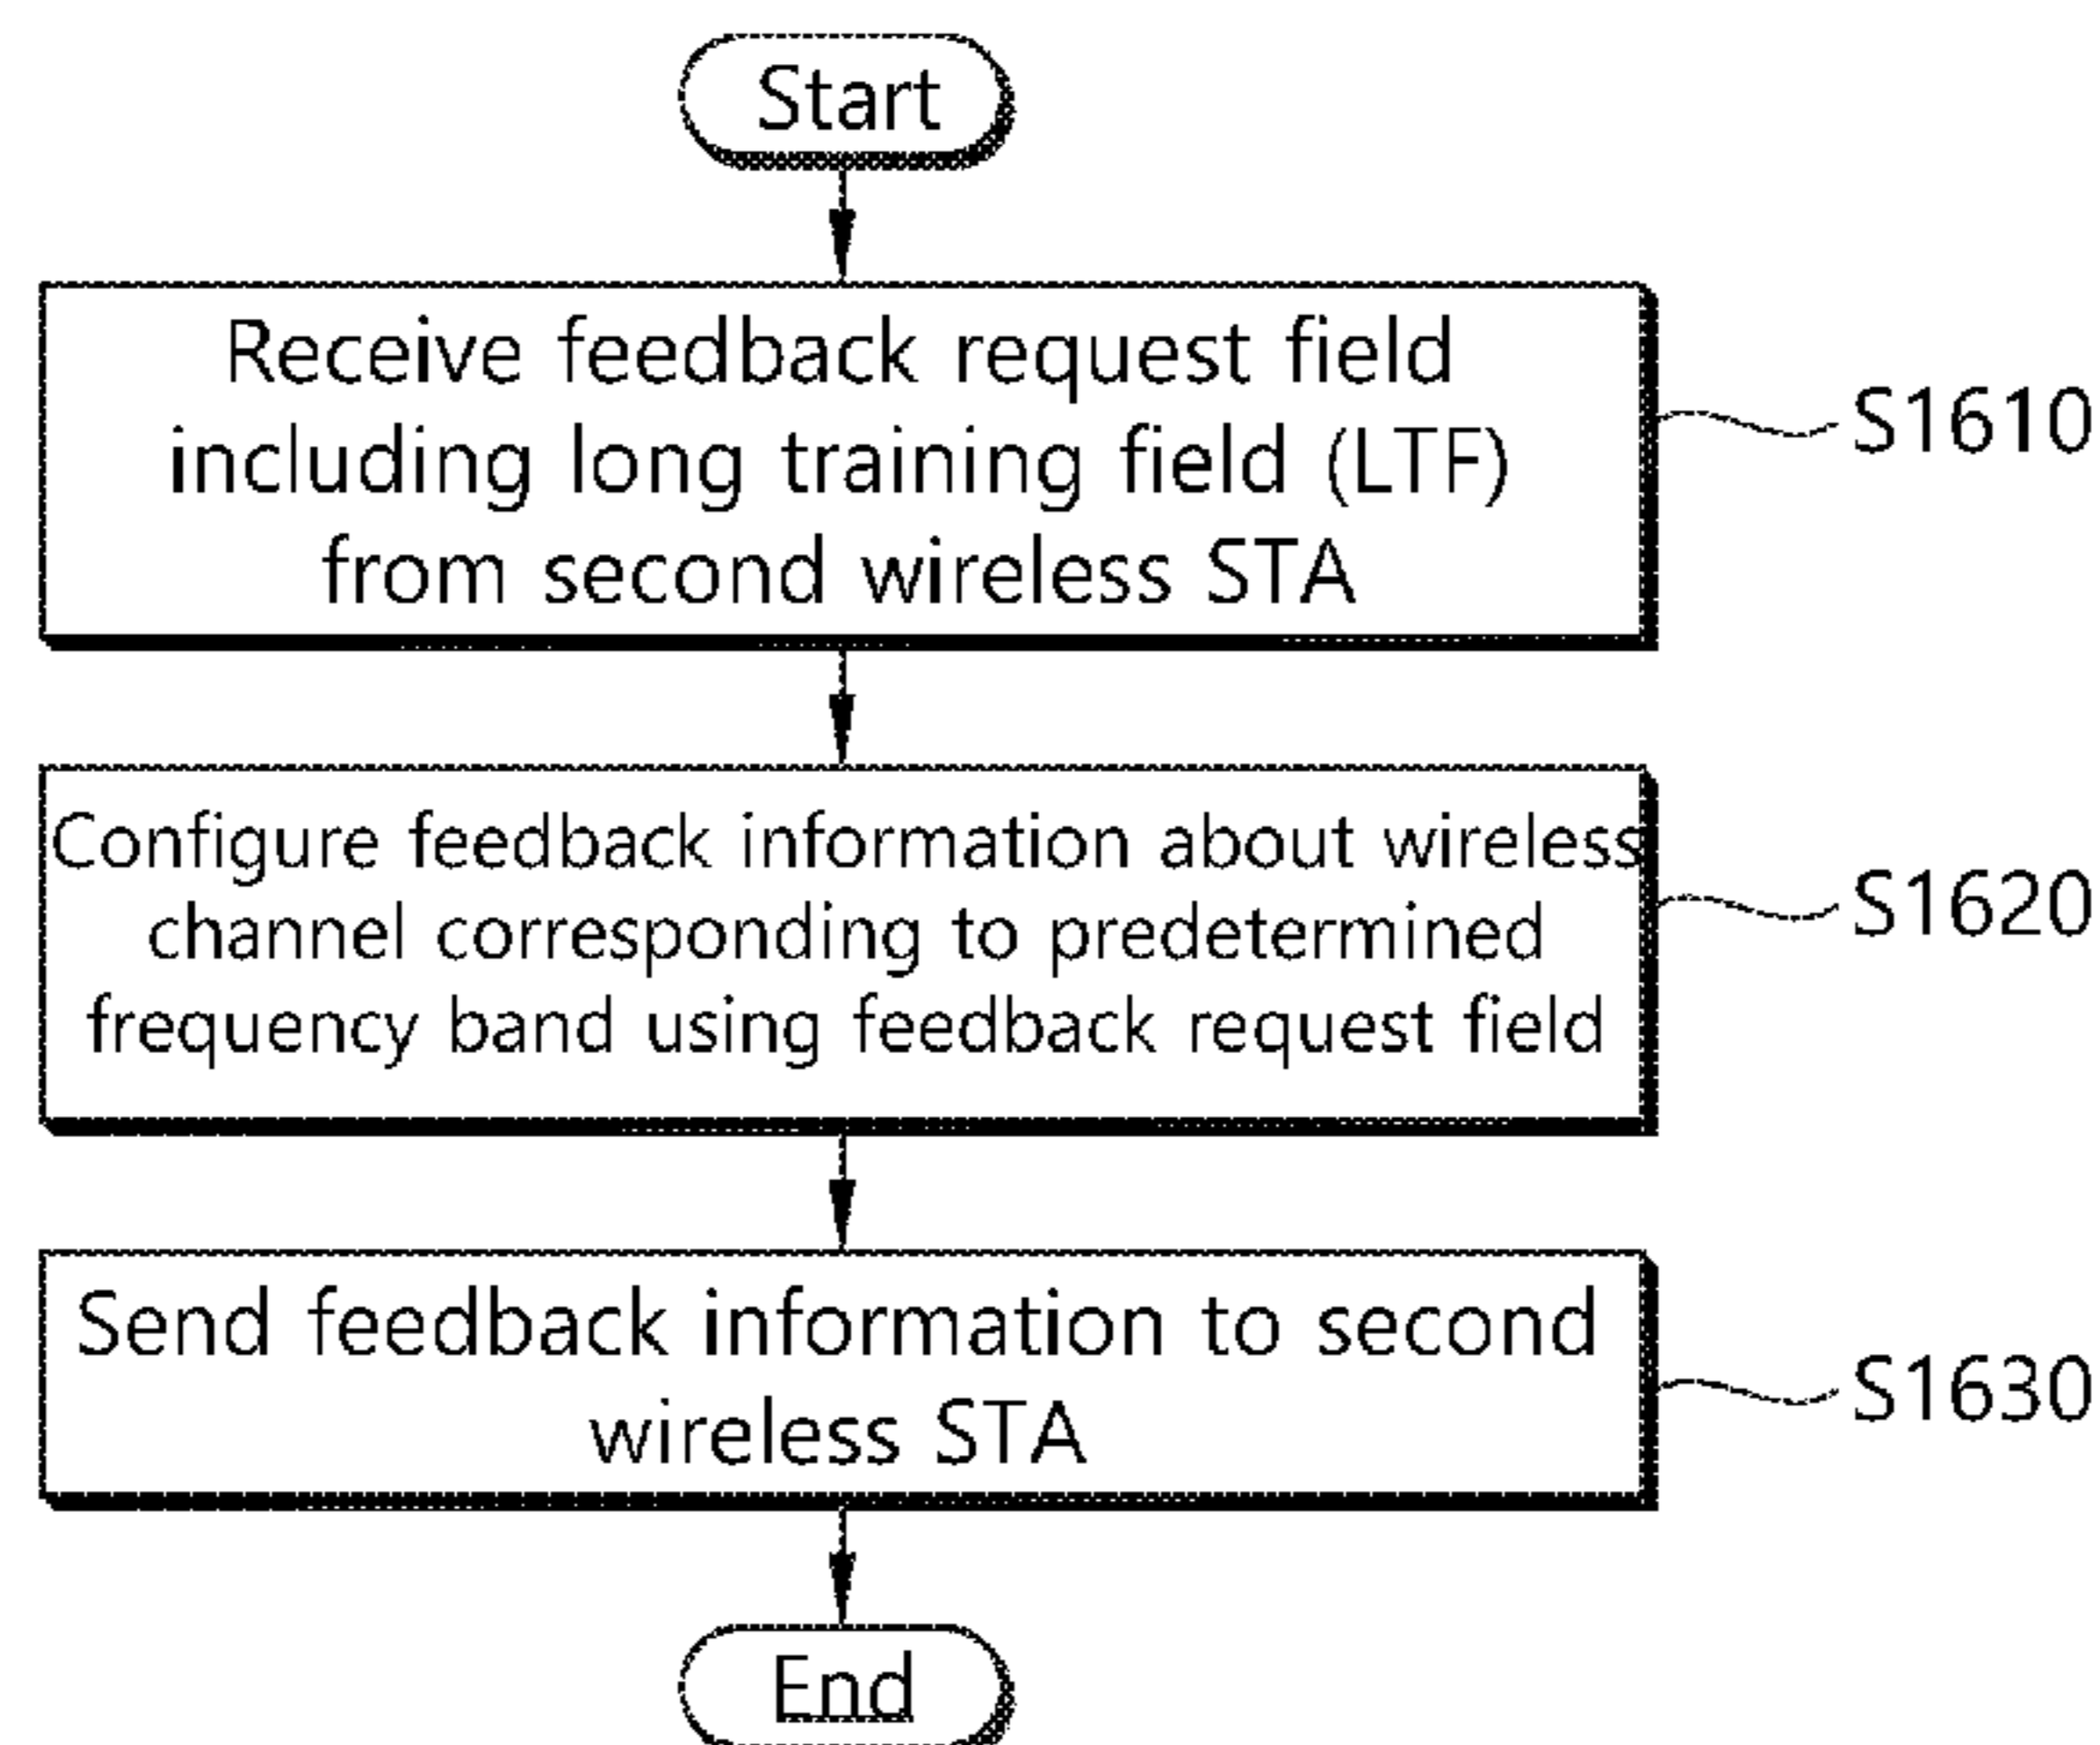 Start
Receive feedback request field
including long training field (LTF)
from second wireless STA
S1610
Configure feedback information about wireless
channel corresponding to predetermined
frequency band using feedback request field
S1620
Send feedback information to second
wireless STA
S1630
End